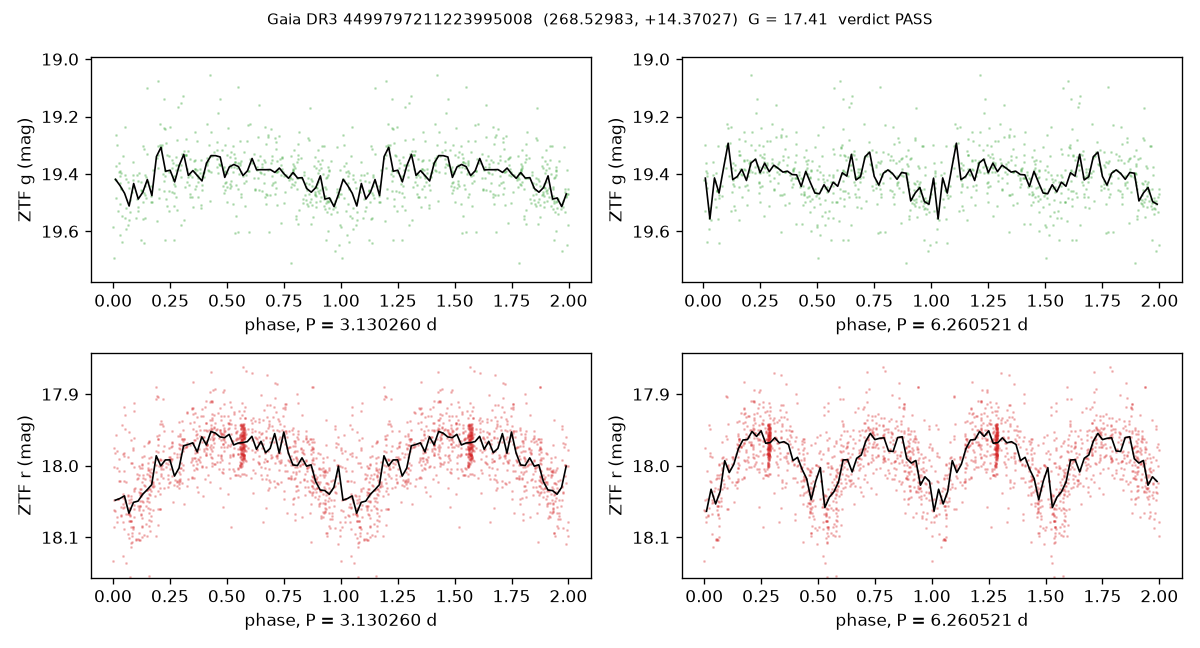 Gaia DR3 4499797211223995008 (268.52983, +14.37027) G = 17.41 verdict PASS
19.0
19.2
19.4
19.6
ZTF g (mag)
0.00 0.25 0.50 0.75 1.00 1.25 1.50 1.75 2.00
phase, P = 3.130260 d
19.0
19.2
19.4
19.6
ZTF g (mag)
0.00 0.25 0.50 0.75 1.00 1.25 1.50 1.75 2.00
phase, P = 6.260521 d
17.9
18.0
18.1
ZTF r (mag)
0.00 0.25 0.50 0.75 1.00 1.25 1.50 1.75 2.00
phase, P = 3.130260 d
17.9
18.0
18.1
ZTF r (mag)
0.00 0.25 0.50 0.75 1.00 1.25 1.50 1.75 2.00
phase, P = 6.260521 d